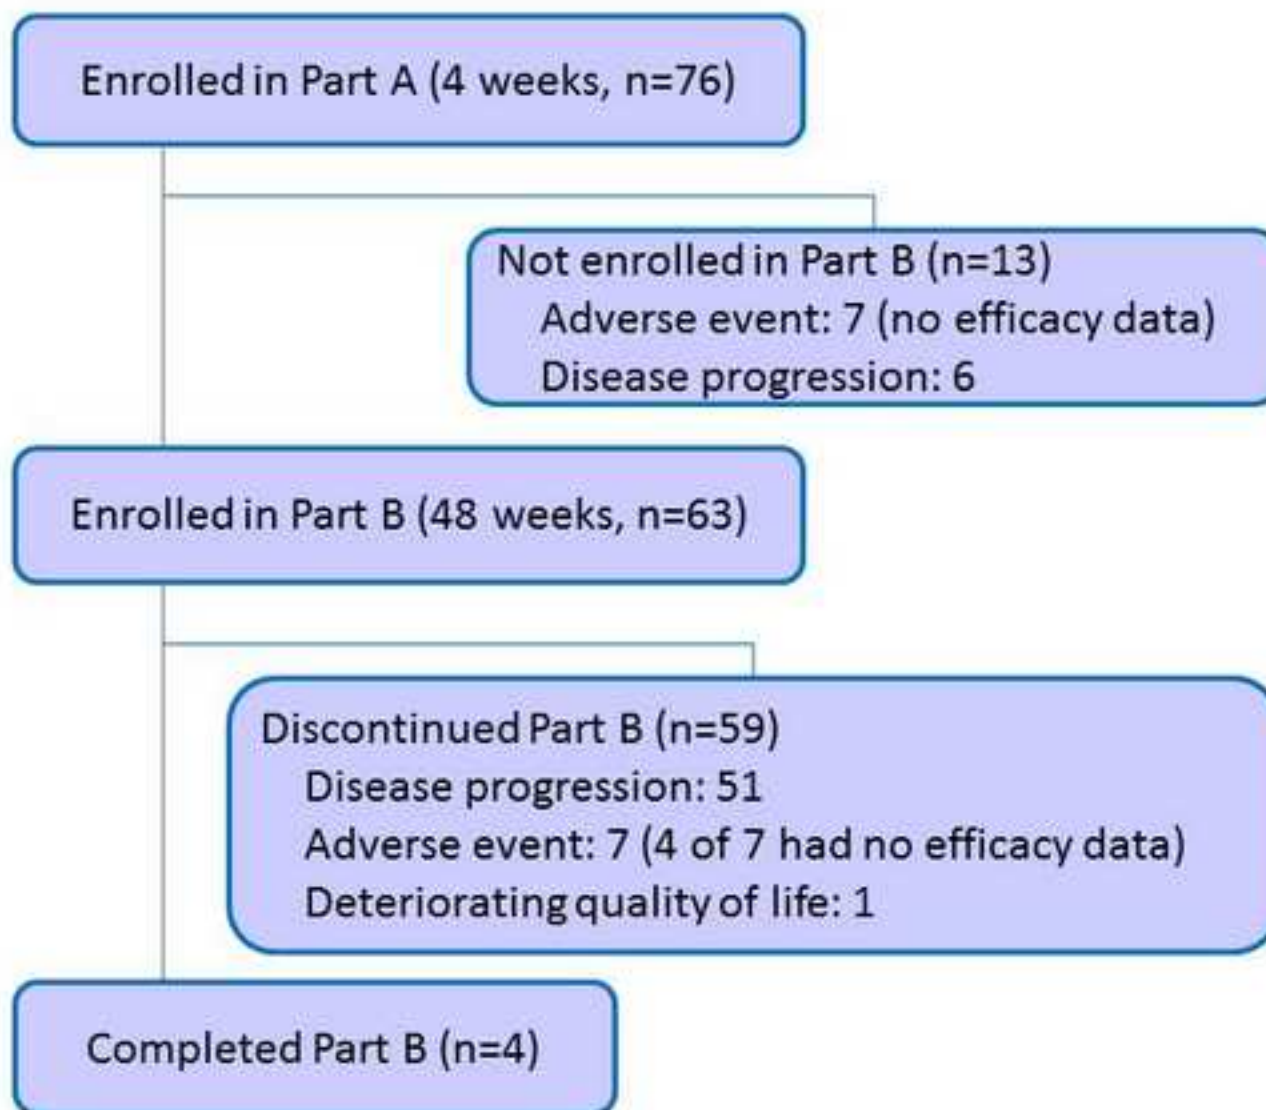 Enrolled in Part A (4 weeks, n=76)
Not enrolled in Part B (n=13)
Adverse event: 7 (no efficacy data)
Disease progression: 6
Enrolled in Part B (48 weeks, n=63)
Discontinued Part B (n=59)
Disease progression: 51
Adverse event: 7 (4 of 7 had no efficacy data)
Deteriorating quality of life: 1
Completed Part B (n=4)